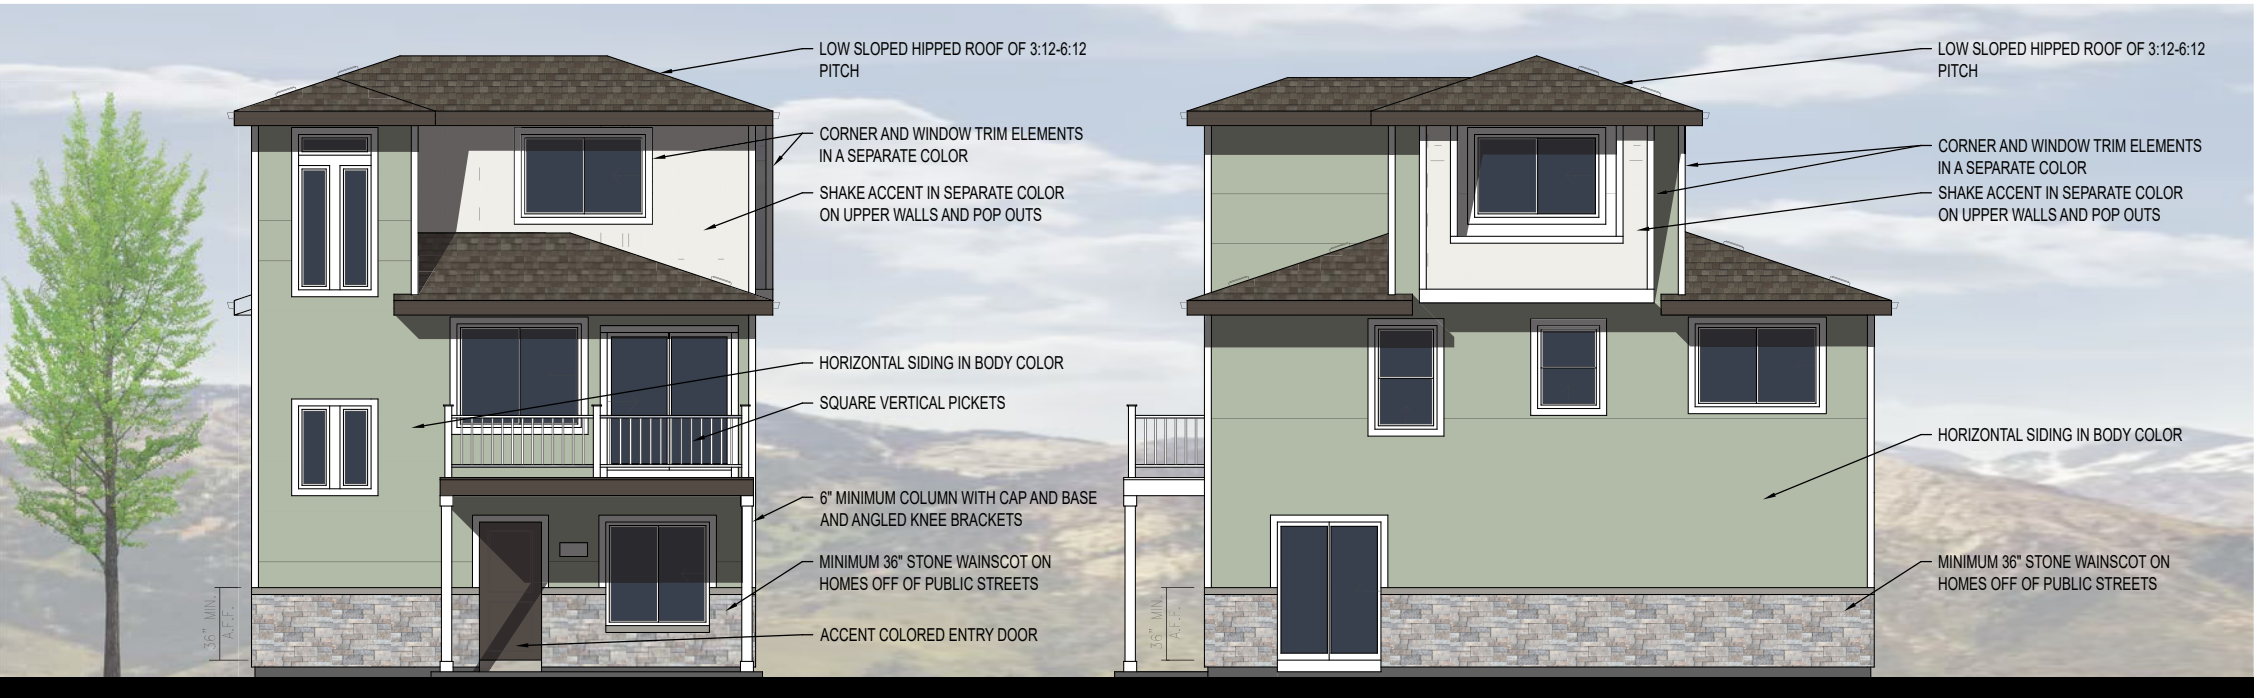 LOW SLOPED HIPPED ROOF OF 3:12-6:12
PITCH
CORNER AND WINDOW TRIM ELEMENTS
IN A SEPARATE COLOR
SHAKE ACCENT IN SEPARATE COLOR
ON UPPER WALLS AND POP OUTS
HORIZONTAL SIDING IN BODY COLOR
SQUARE VERTICAL PICKETS
6" MINIMUM COLUMN WITH CAP AND BASE
AND ANGLED KNEE BRACKETS
MINIMUM 36" STONE WAINSCOT ON
HOMES OFF OF PUBLIC STREETS
ACCENT COLORED ENTRY DOOR
36" MIN.
A.F.F.
LOW SLOPED HIPPED ROOF OF 3:12-6:12
PITCH
CORNER AND WINDOW TRIM ELEMENTS
IN A SEPARATE COLOR
SHAKE ACCENT IN SEPARATE COLOR
ON UPPER WALLS AND POP OUTS
HORIZONTAL SIDING IN BODY COLOR
MINIMUM 36" STONE WAINSCOT ON
HOMES OFF OF PUBLIC STREETS
36" MIN.
A.F.F.